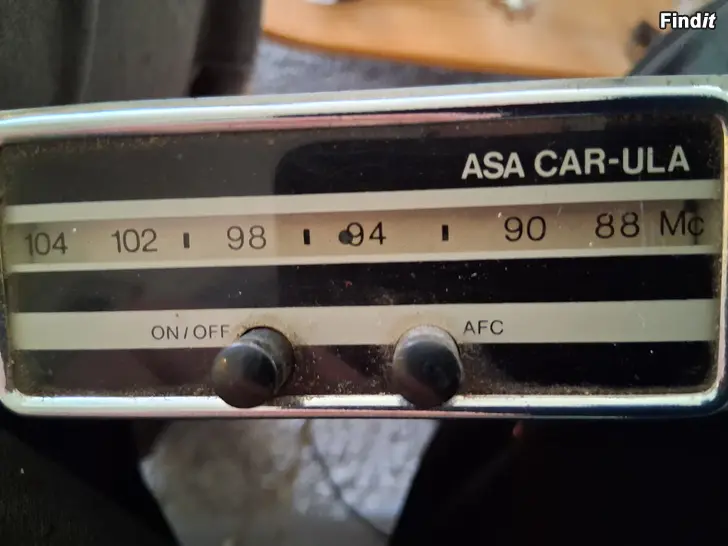 Findit
ASA CAR-ULA
104 102 98 94 90 88 Mc
ON/OFF AFC